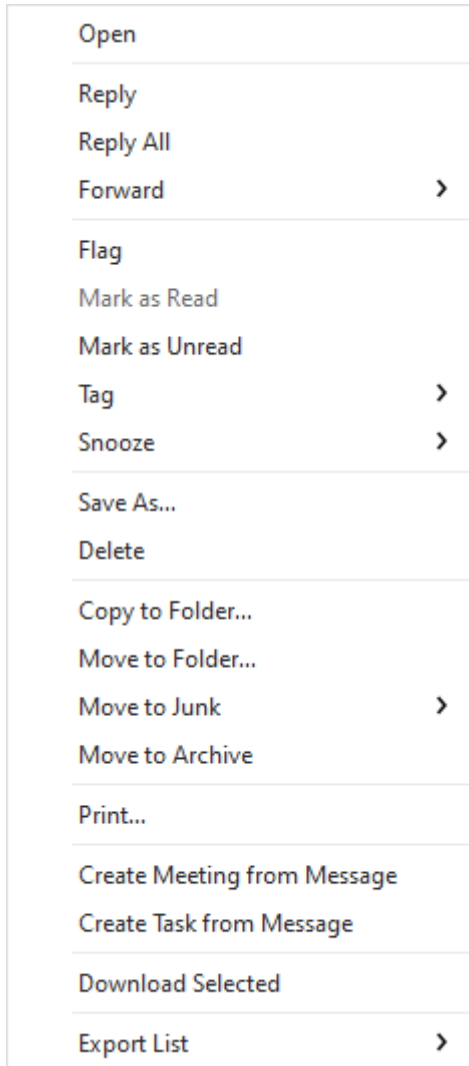 Open
Reply
Reply All
Forward
Flag
Mark as Read
Mark as Unread
Tag
Snooze
Save As...
Delete
Copy to Folder...
Move to Folder...
Move to Junk
Move to Archive
Print...
Create Meeting from Message
Create Task from Message
Download Selected
Export List